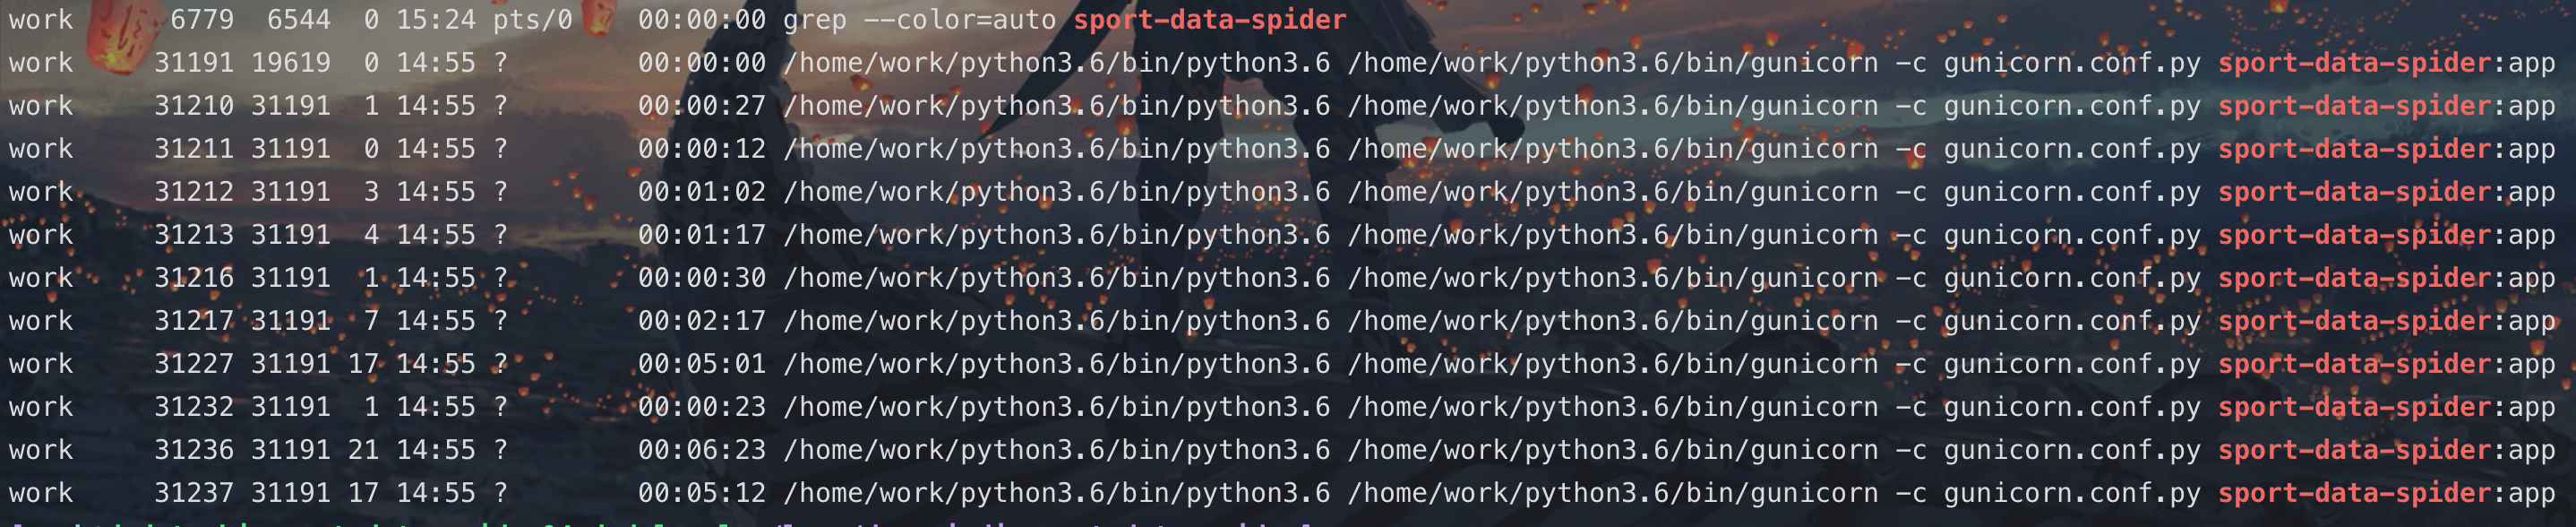 work 6779 6544 0 15:24 pts/0 00:00:00 grep --color=auto sport-data-spider
work 31191 19619 0 14:55 ? 00:00:00 /home/work/python3.6/bin/python3.6 /home/work/python3.6/bin/gunicorn -c gunicorn.conf.py sport-data-spider:app
work 31210 31191 1 14:55 ? 00:00:27 /home/work/python3.6/bin/python3.6 /home/work/python3.6/bin/gunicorn -c gunicorn.conf.py sport-data-spider:app
work 31211 31191 0 14:55 ? 00:00:12 /home/work/python3.6/bin/python3.6 /home/work/python3.6/bin/gunicorn -c gunicorn.conf.py sport-data-spider:app
work 31212 31191 3 14:55 ? 00:01:02 /home/work/python3.6/bin/python3.6 /home/work/python3.6/bin/gunicorn -c gunicorn.conf.py sport-data-spider:app
work 31213 31191 4 14:55 ? 00:01:17 /home/work/python3.6/bin/python3.6 /home/work/python3.6/bin/gunicorn -c gunicorn.conf.py sport-data-spider:app
work 31216 31191 1 14:55 ? 00:00:30 /home/work/python3.6/bin/python3.6 /home/work/python3.6/bin/gunicorn -c gunicorn.conf.py sport-data-spider:app
work 31217 31191 7 14:55 ? 00:02:17 /home/work/python3.6/bin/python3.6 /home/work/python3.6/bin/gunicorn -c gunicorn.conf.py sport-data-spider:app
work 31227 31191 17 14:55 ? 00:05:01 /home/work/python3.6/bin/python3.6 /home/work/python3.6/bin/gunicorn -c gunicorn.conf.py sport-data-spider:app
work 31232 31191 1 14:55 ? 00:00:23 /home/work/python3.6/bin/python3.6 /home/work/python3.6/bin/gunicorn -c gunicorn.conf.py sport-data-spider:app
work 31236 31191 21 14:55 ? 00:06:23 /home/work/python3.6/bin/python3.6 /home/work/python3.6/bin/gunicorn -c gunicorn.conf.py sport-data-spider:app
work 31237 31191 17 14:55 ? 00:05:12 /home/work/python3.6/bin/python3.6 /home/work/python3.6/bin/gunicorn -c gunicorn.conf.py sport-data-spider:app